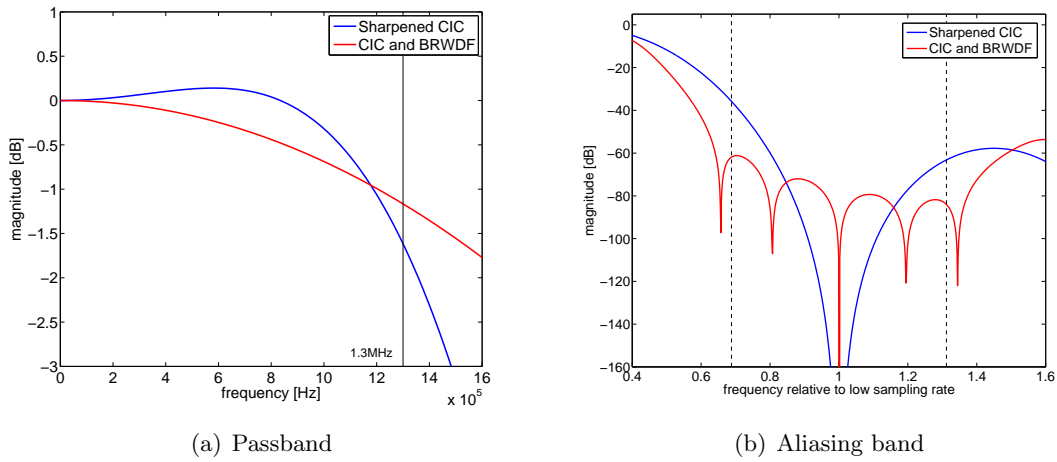 1
0.5
0
−0.5
−1
−1.5
−2
−2.5
−3
magnitude [dB]
Sharpened CIC
CIC and BRWDF
1.3MHz
0 2 4 6 8 10 12 14 16
x 10^5
frequency [Hz]
(a) Passband
0
−20
−40
−60
−80
−100
−120
−140
−160
magnitude [dB]
Sharpened CIC
CIC and BRWDF
0.4 0.6 0.8 1 1.2 1.4 1.6
frequency relative to low sampling rate
(b) Aliasing band